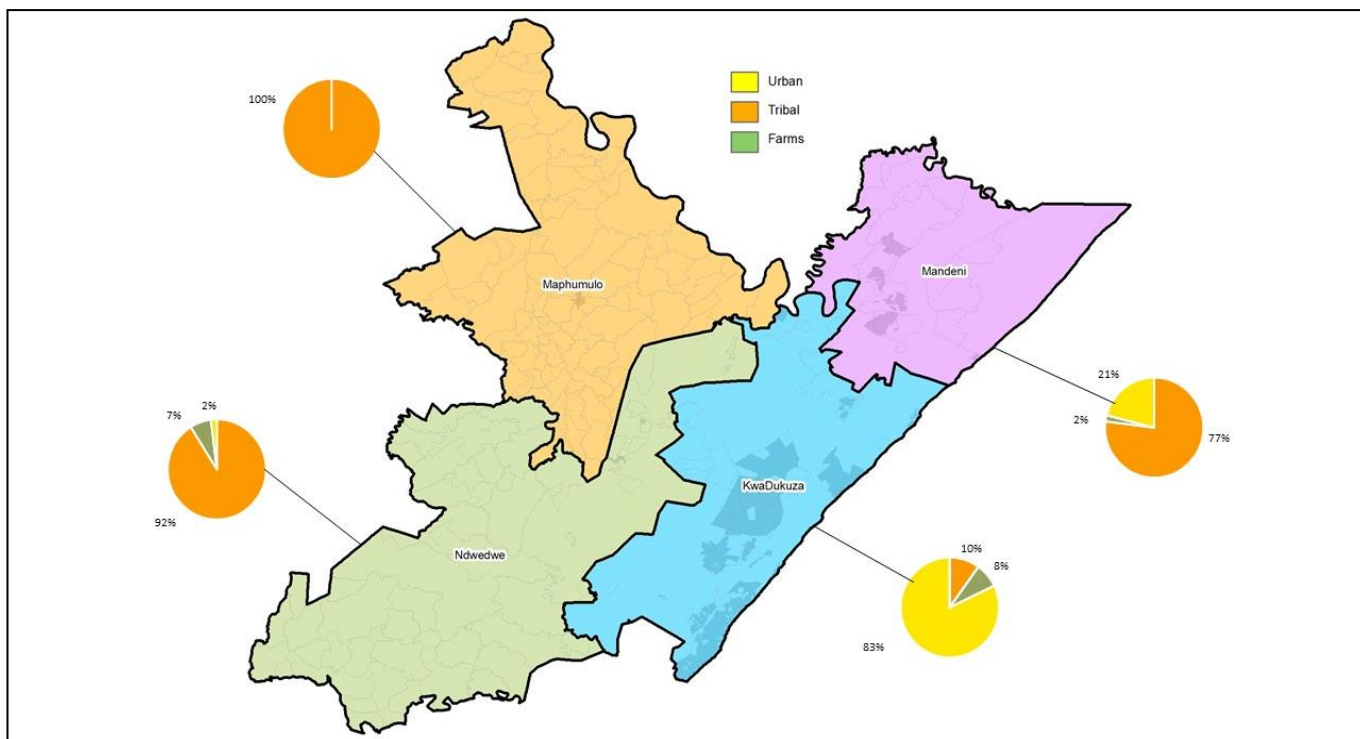 100%
Urban
Tribal
Farms
Mandeni
Maphumulo
21%
2%
77%
7%
2%
92%
KwaDukuza
Ndwedwe
10%
8%
83%